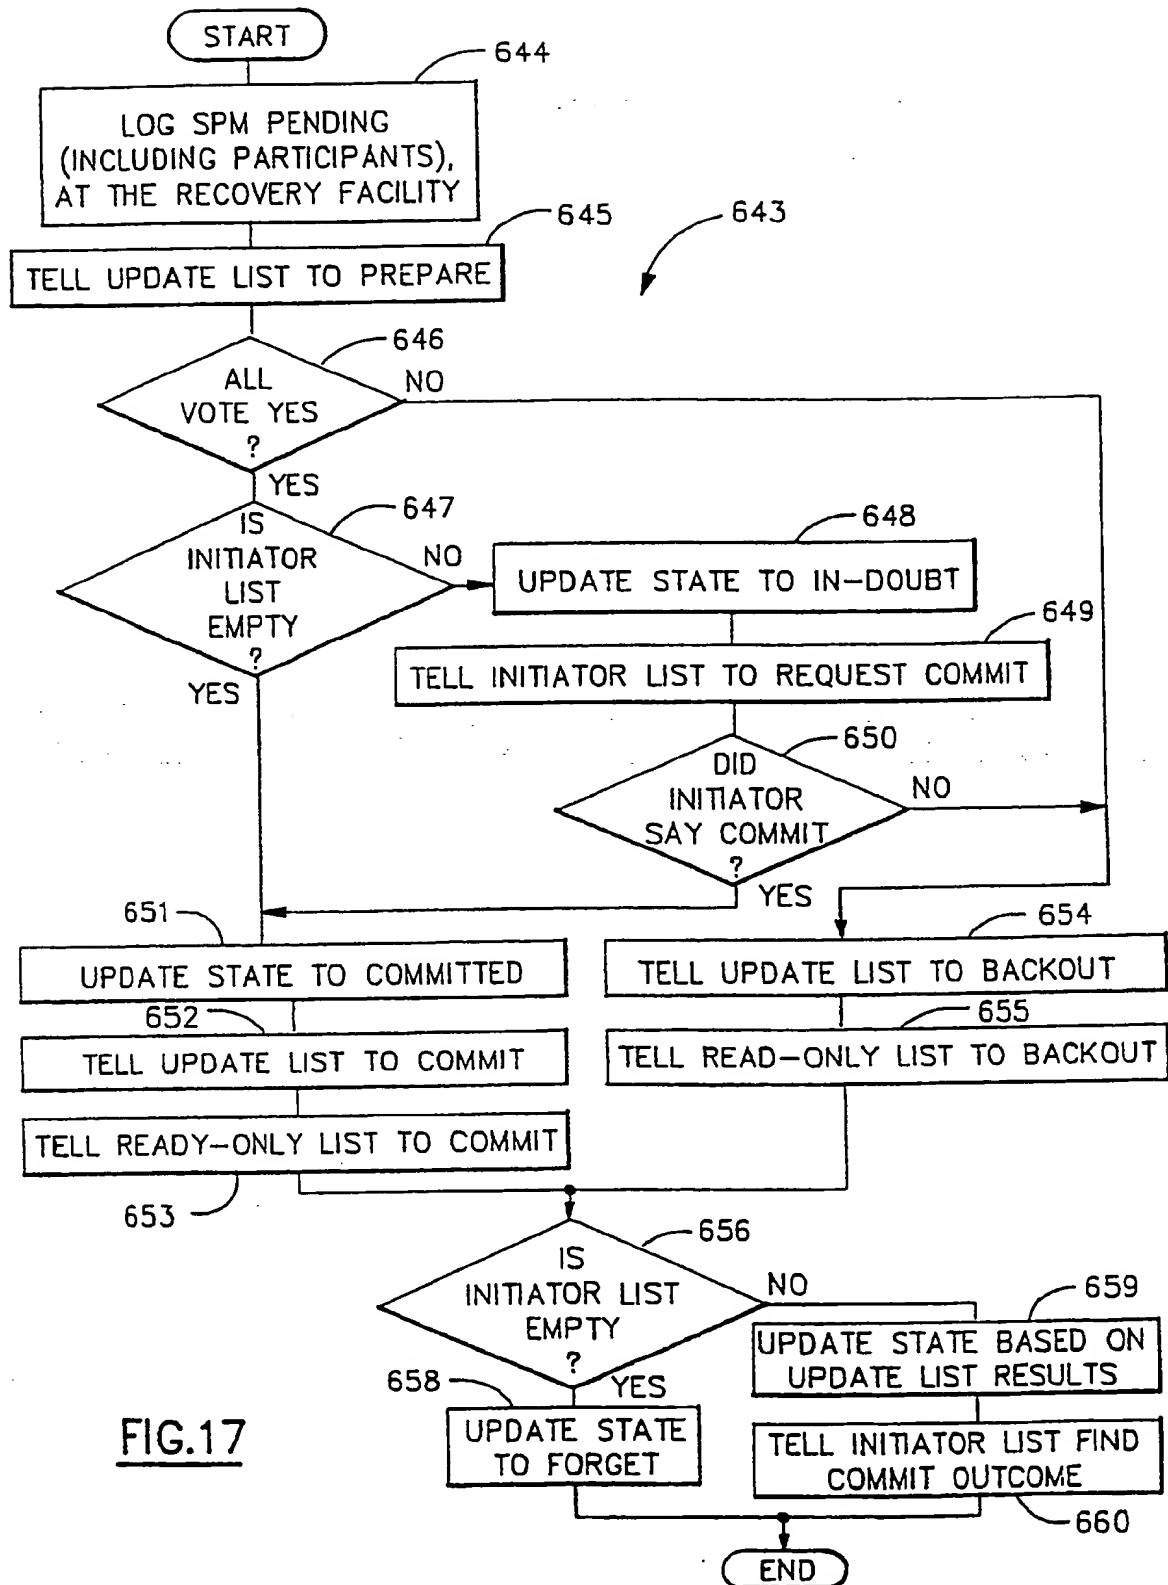 START
644
LOG SPM PENDING
(INCLUDING PARTICIPANTS),
AT THE RECOVERY FACILITY
645
643
TELL UPDATE LIST TO PREPARE
646
ALL
VOTE YES
?
NO
YES
647
IS
INITIATOR
LIST
EMPTY
?
NO
YES
648
UPDATE STATE TO IN-DOUBT
649
TELL INITIATOR LIST TO REQUEST COMMIT
650
DID
INITIATOR
SAY COMMIT
?
NO
YES
651
UPDATE STATE TO COMMITTED
654
TELL UPDATE LIST TO BACKOUT
652
TELL UPDATE LIST TO COMMIT
655
TELL READ-ONLY LIST TO BACKOUT
TELL READY-ONLY LIST TO COMMIT
653
656
IS
INITIATOR LIST
EMPTY
?
NO
YES
659
UPDATE STATE BASED ON
UPDATE LIST RESULTS
658
UPDATE STATE
TO FORGET
TELL INITIATOR LIST FIND
COMMIT OUTCOME
660
END
FIG.17